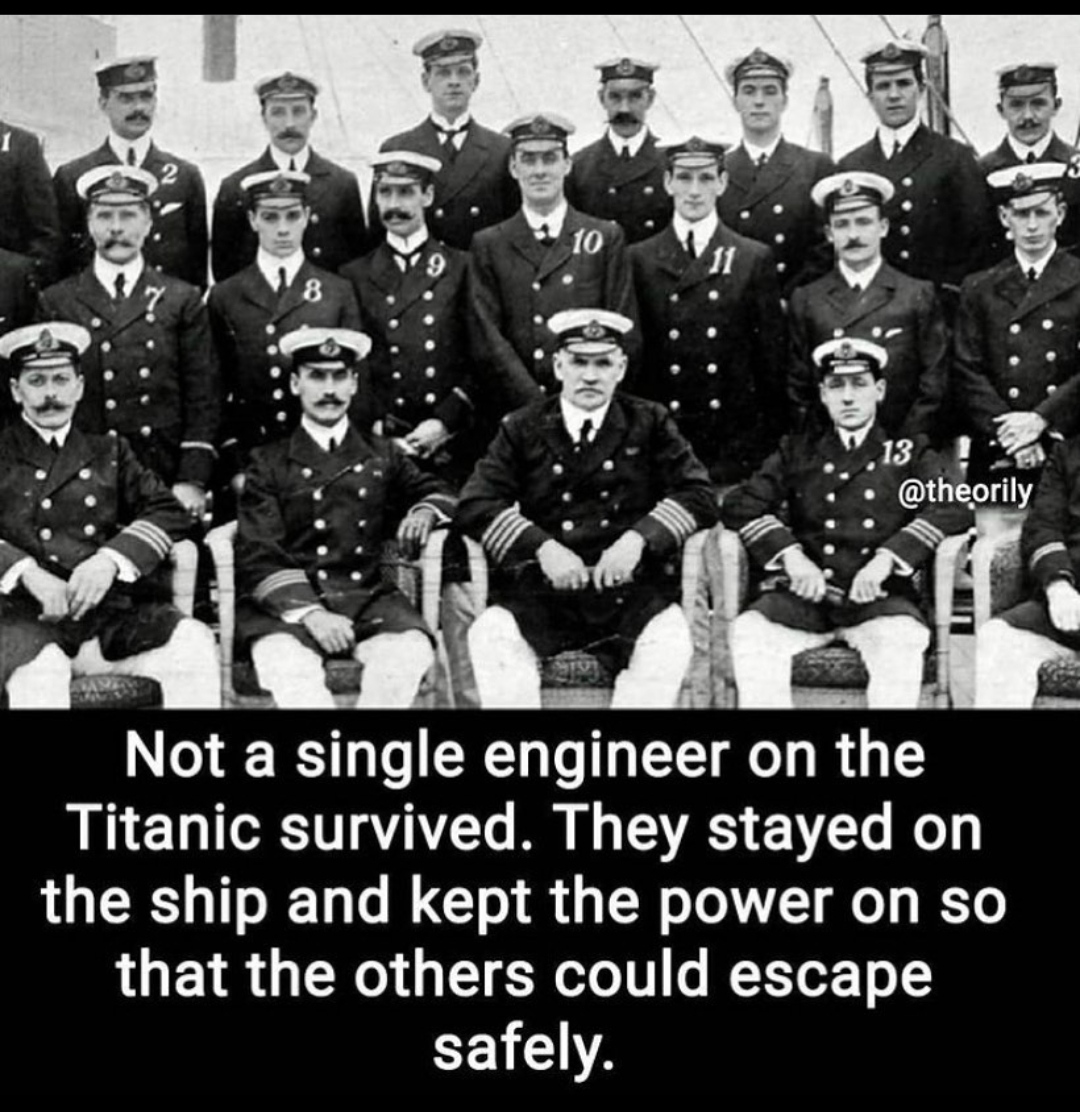 1
2
10
9
11
8
7
13
@theorily
Not a single engineer on the
Titanic survived. They stayed on
the ship and kept the power on so
that the others could escape
safely.